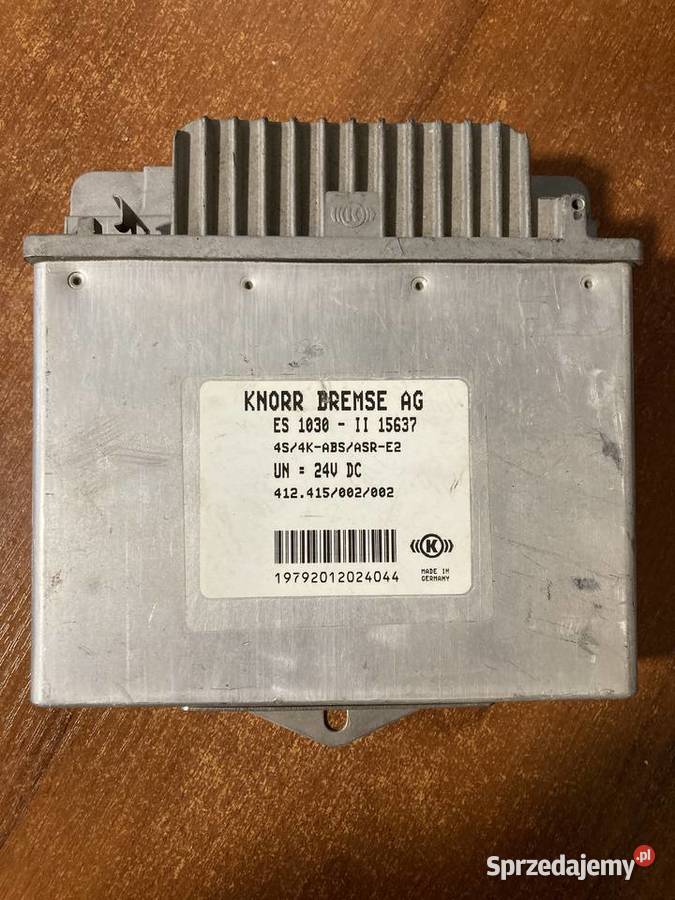 KNORR BREMSE AG
ES 1030 - II 15637
4S/4K-ABS/ASR-E2
UN = 24V DC
412.415/002/002
19792012024044
K
MADE IN
GERMANY
K
Sprzedajemy.pl